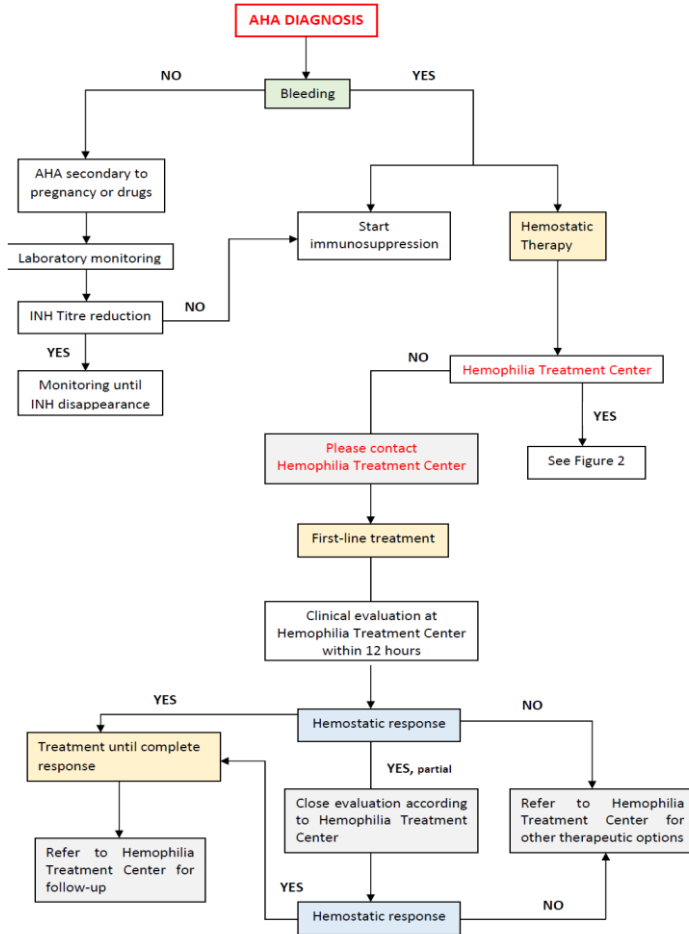 AHA DIAGNOSIS
NO
YES
Bleeding
AHA secondary to
pregnancy or drugs
Start
immunosuppression
Hemostatic
Therapy
Laboratory monitoring
INH Titre reduction
NO
YES
Monitoring until
INH disappearance
NO
Hemophilia Treatment Center
YES
Please contact
Hemophilia Treatment Center
See Figure 2
First-line treatment
Clinical evaluation at
Hemophilia Treatment Center
within 12 hours
YES
Hemostatic response
NO
Treatment until complete
response
YES, partial
Close evaluation according
to Hemophilia Treatment
Center
Refer to Hemophilia
Treatment Center for
other therapeutic options
Refer to Hemophilia
Treatment Center for
follow-up
YES
Hemostatic response
NO